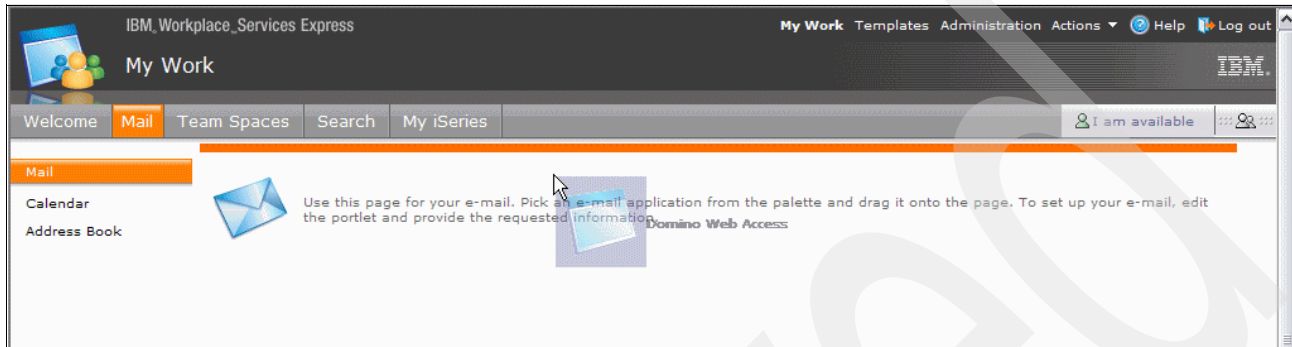 IBM Workplace Services Express
My Work Templates Administration Actions Help Log out
My Work
IBM.
Welcome Mail Team Spaces Search My iSeries I am available
Mail
Calendar
Address Book
Use this page for your e-mail. Pick an e-mail application from the palette and drag it onto the page. To set up your e-mail, edit
the portlet and provide the requested information.
Domino Web Access